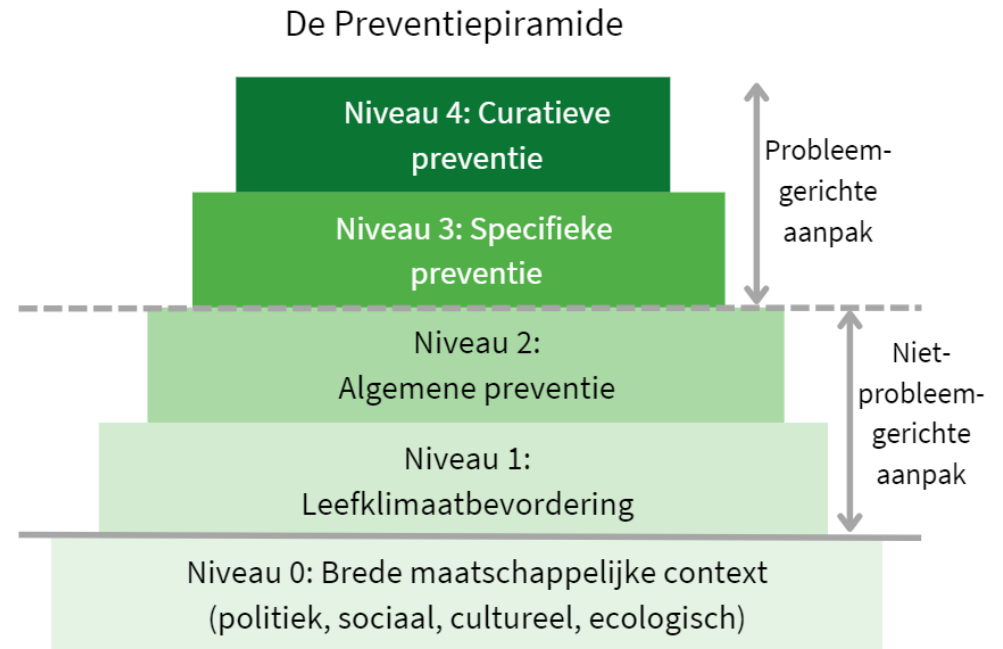 De Preventiepiramide
Niveau 4: Curatieve
preventie
Probleem-
gerichte
aanpak
Niveau 3: Specifieke
preventie
Niveau 2:
Algemene preventie
Niet-
probleem-
gerichte
aanpak
Niveau 1:
Leefklimaatbevordering
Niveau 0: Brede maatschappelijke context
(politiek, sociaal, cultureel, ecologisch)